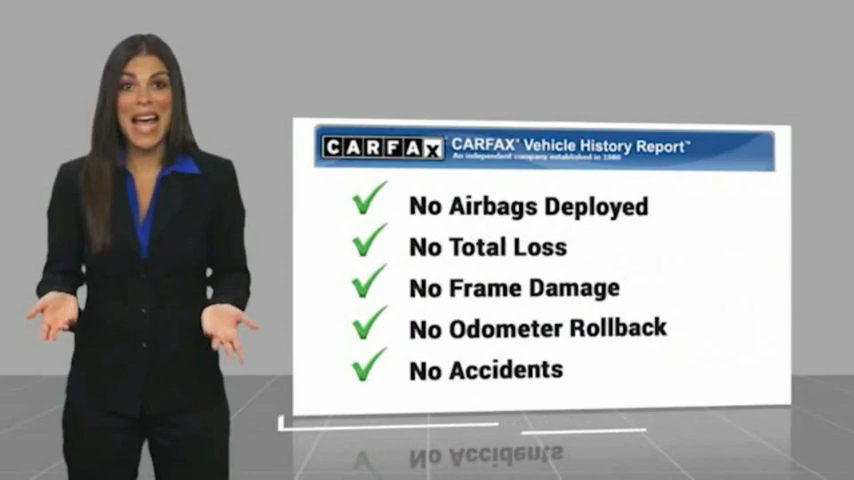 CARFAX CARFAX® Vehicle History Report™
An independent company established in 1986
No Airbags Deployed
No Total Loss
No Frame Damage
No Odometer Rollback
No Accidents
No Accidents